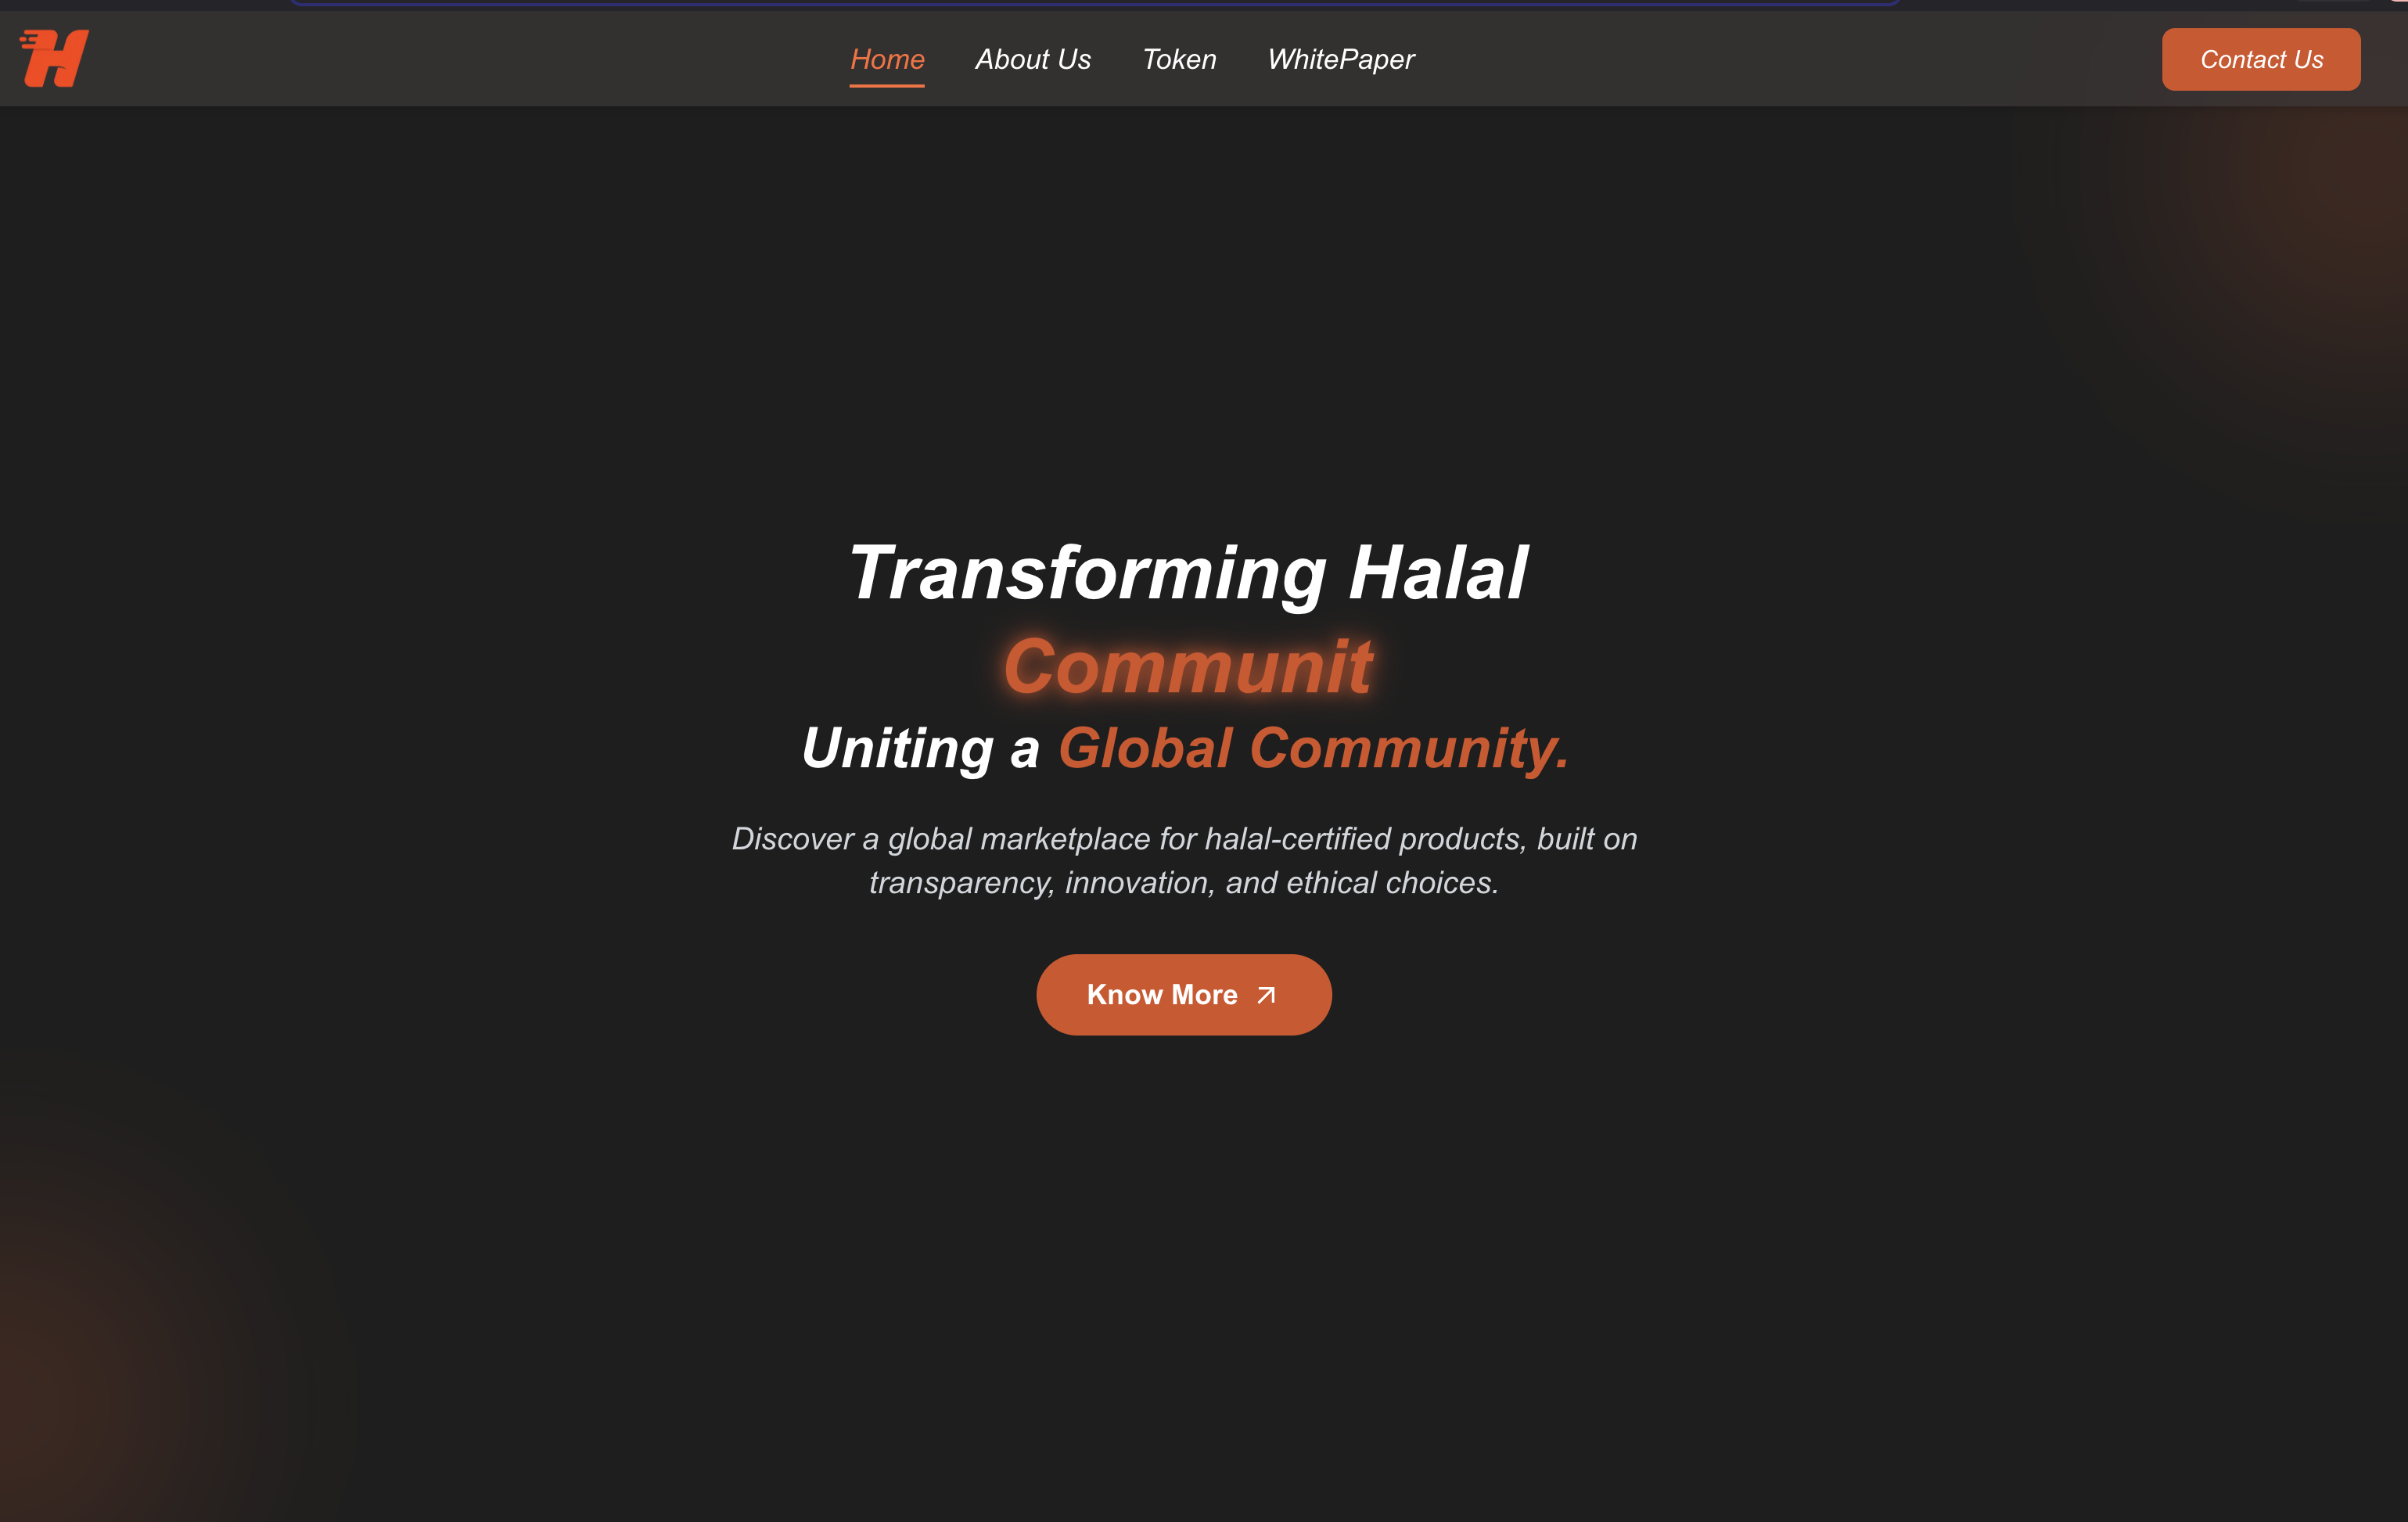 H
Home About Us Token WhitePaper Contact Us
Transforming Halal
Communit
Uniting a Global Community.
Discover a global marketplace for halal-certified products, built on
transparency, innovation, and ethical choices.
Know More